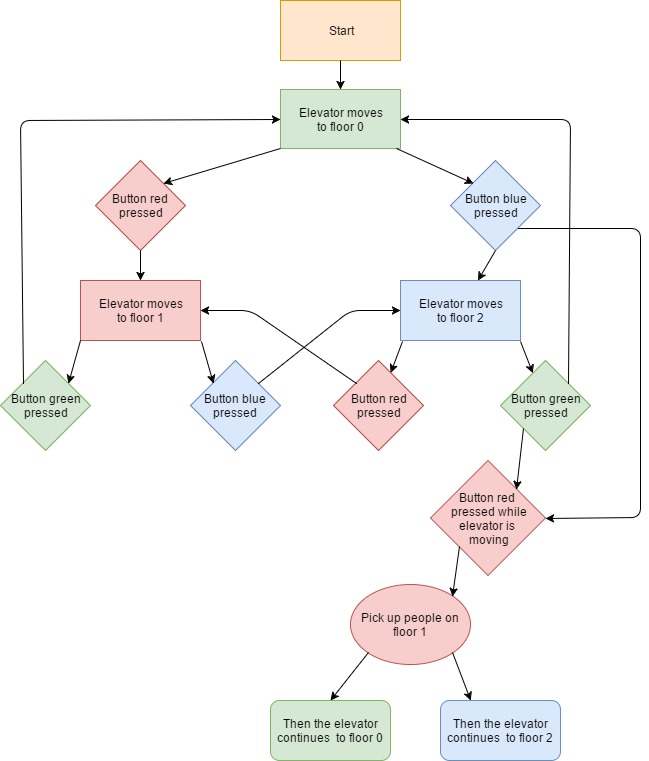 Start
Elevator moves
to floor 0
Button red
pressed
Button blue
pressed
Elevator moves
to floor 1
Elevator moves
to floor 2
Button green
pressed
Button blue
pressed
Button red
pressed
Button green
pressed
Button red
pressed while
elevator is
moving
Pick up people on
floor 1
Then the elevator
continues to floor 0
Then the elevator
continues to floor 2